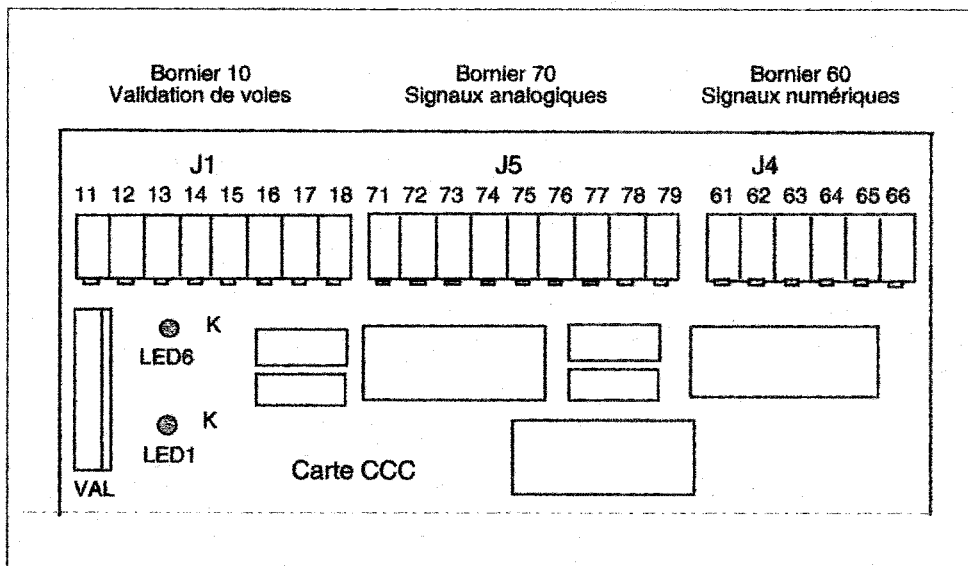 Bornier 10 Bornier 70 Bornier 60
Validation de voies Signaux analogiques Signaux numériques
J1 J5 J4
11 12 13 14 15 16 17 18 71 72 73 74 75 76 77 78 79 61 62 63 64 65 66
K
LED6
K
LED1
Carte CCC
VAL